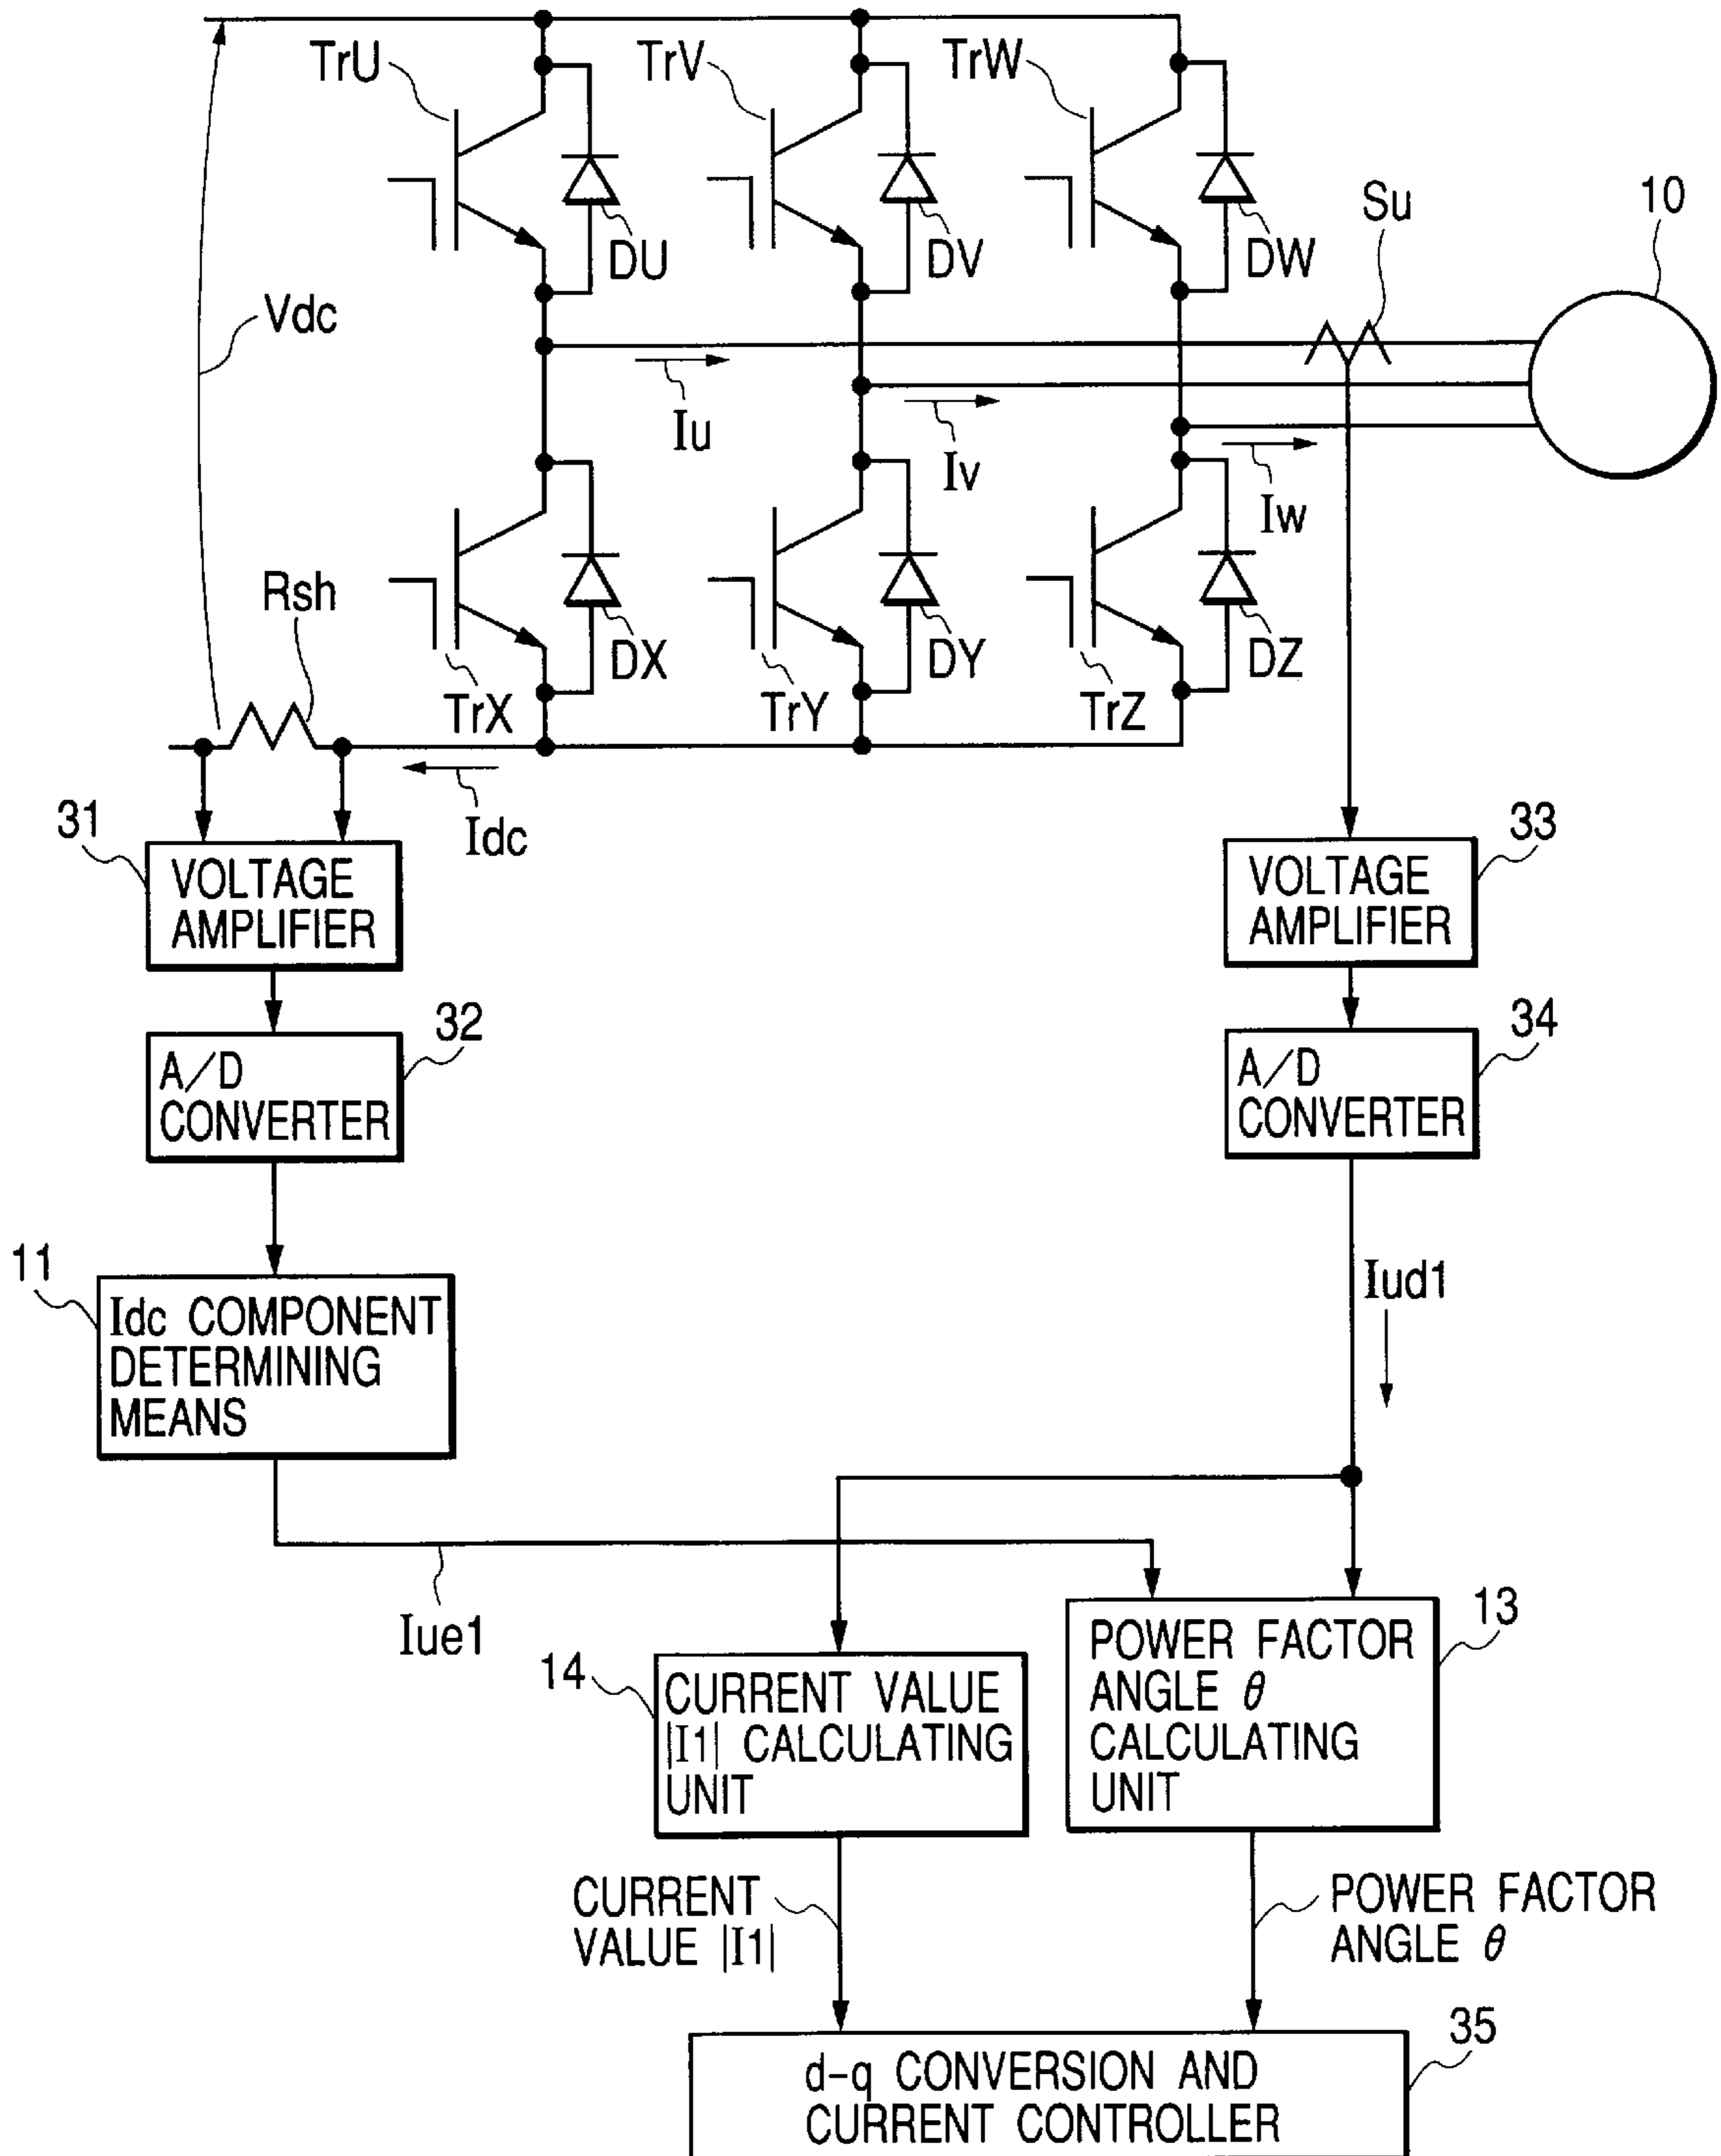 TrU
TrV
TrW
Su
10
DU
DV
DW
Vdc
Iu
Iv
Iw
Rsh
DX
DY
DZ
TrX
TrY
TrZ
Idc
31
VOLTAGE
AMPLIFIER
33
VOLTAGE
AMPLIFIER
32
A/D
CONVERTER
34
A/D
CONVERTER
11
Idc COMPONENT
DETERMINING
MEANS
Iud1
Iue1
14
CURRENT VALUE
|I1| CALCULATING
UNIT
13
POWER FACTOR
ANGLE θ
CALCULATING
UNIT
CURRENT
VALUE |I1|
POWER FACTOR
ANGLE θ
35
d-q CONVERSION AND
CURRENT CONTROLLER